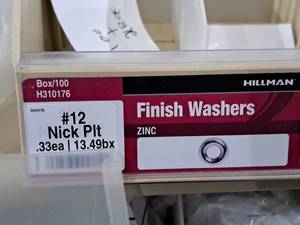 . Box/100
H310176
HILLMAN
#12
Nick Plt
.33ea | 13.49bx
Finish Washers
ZINC